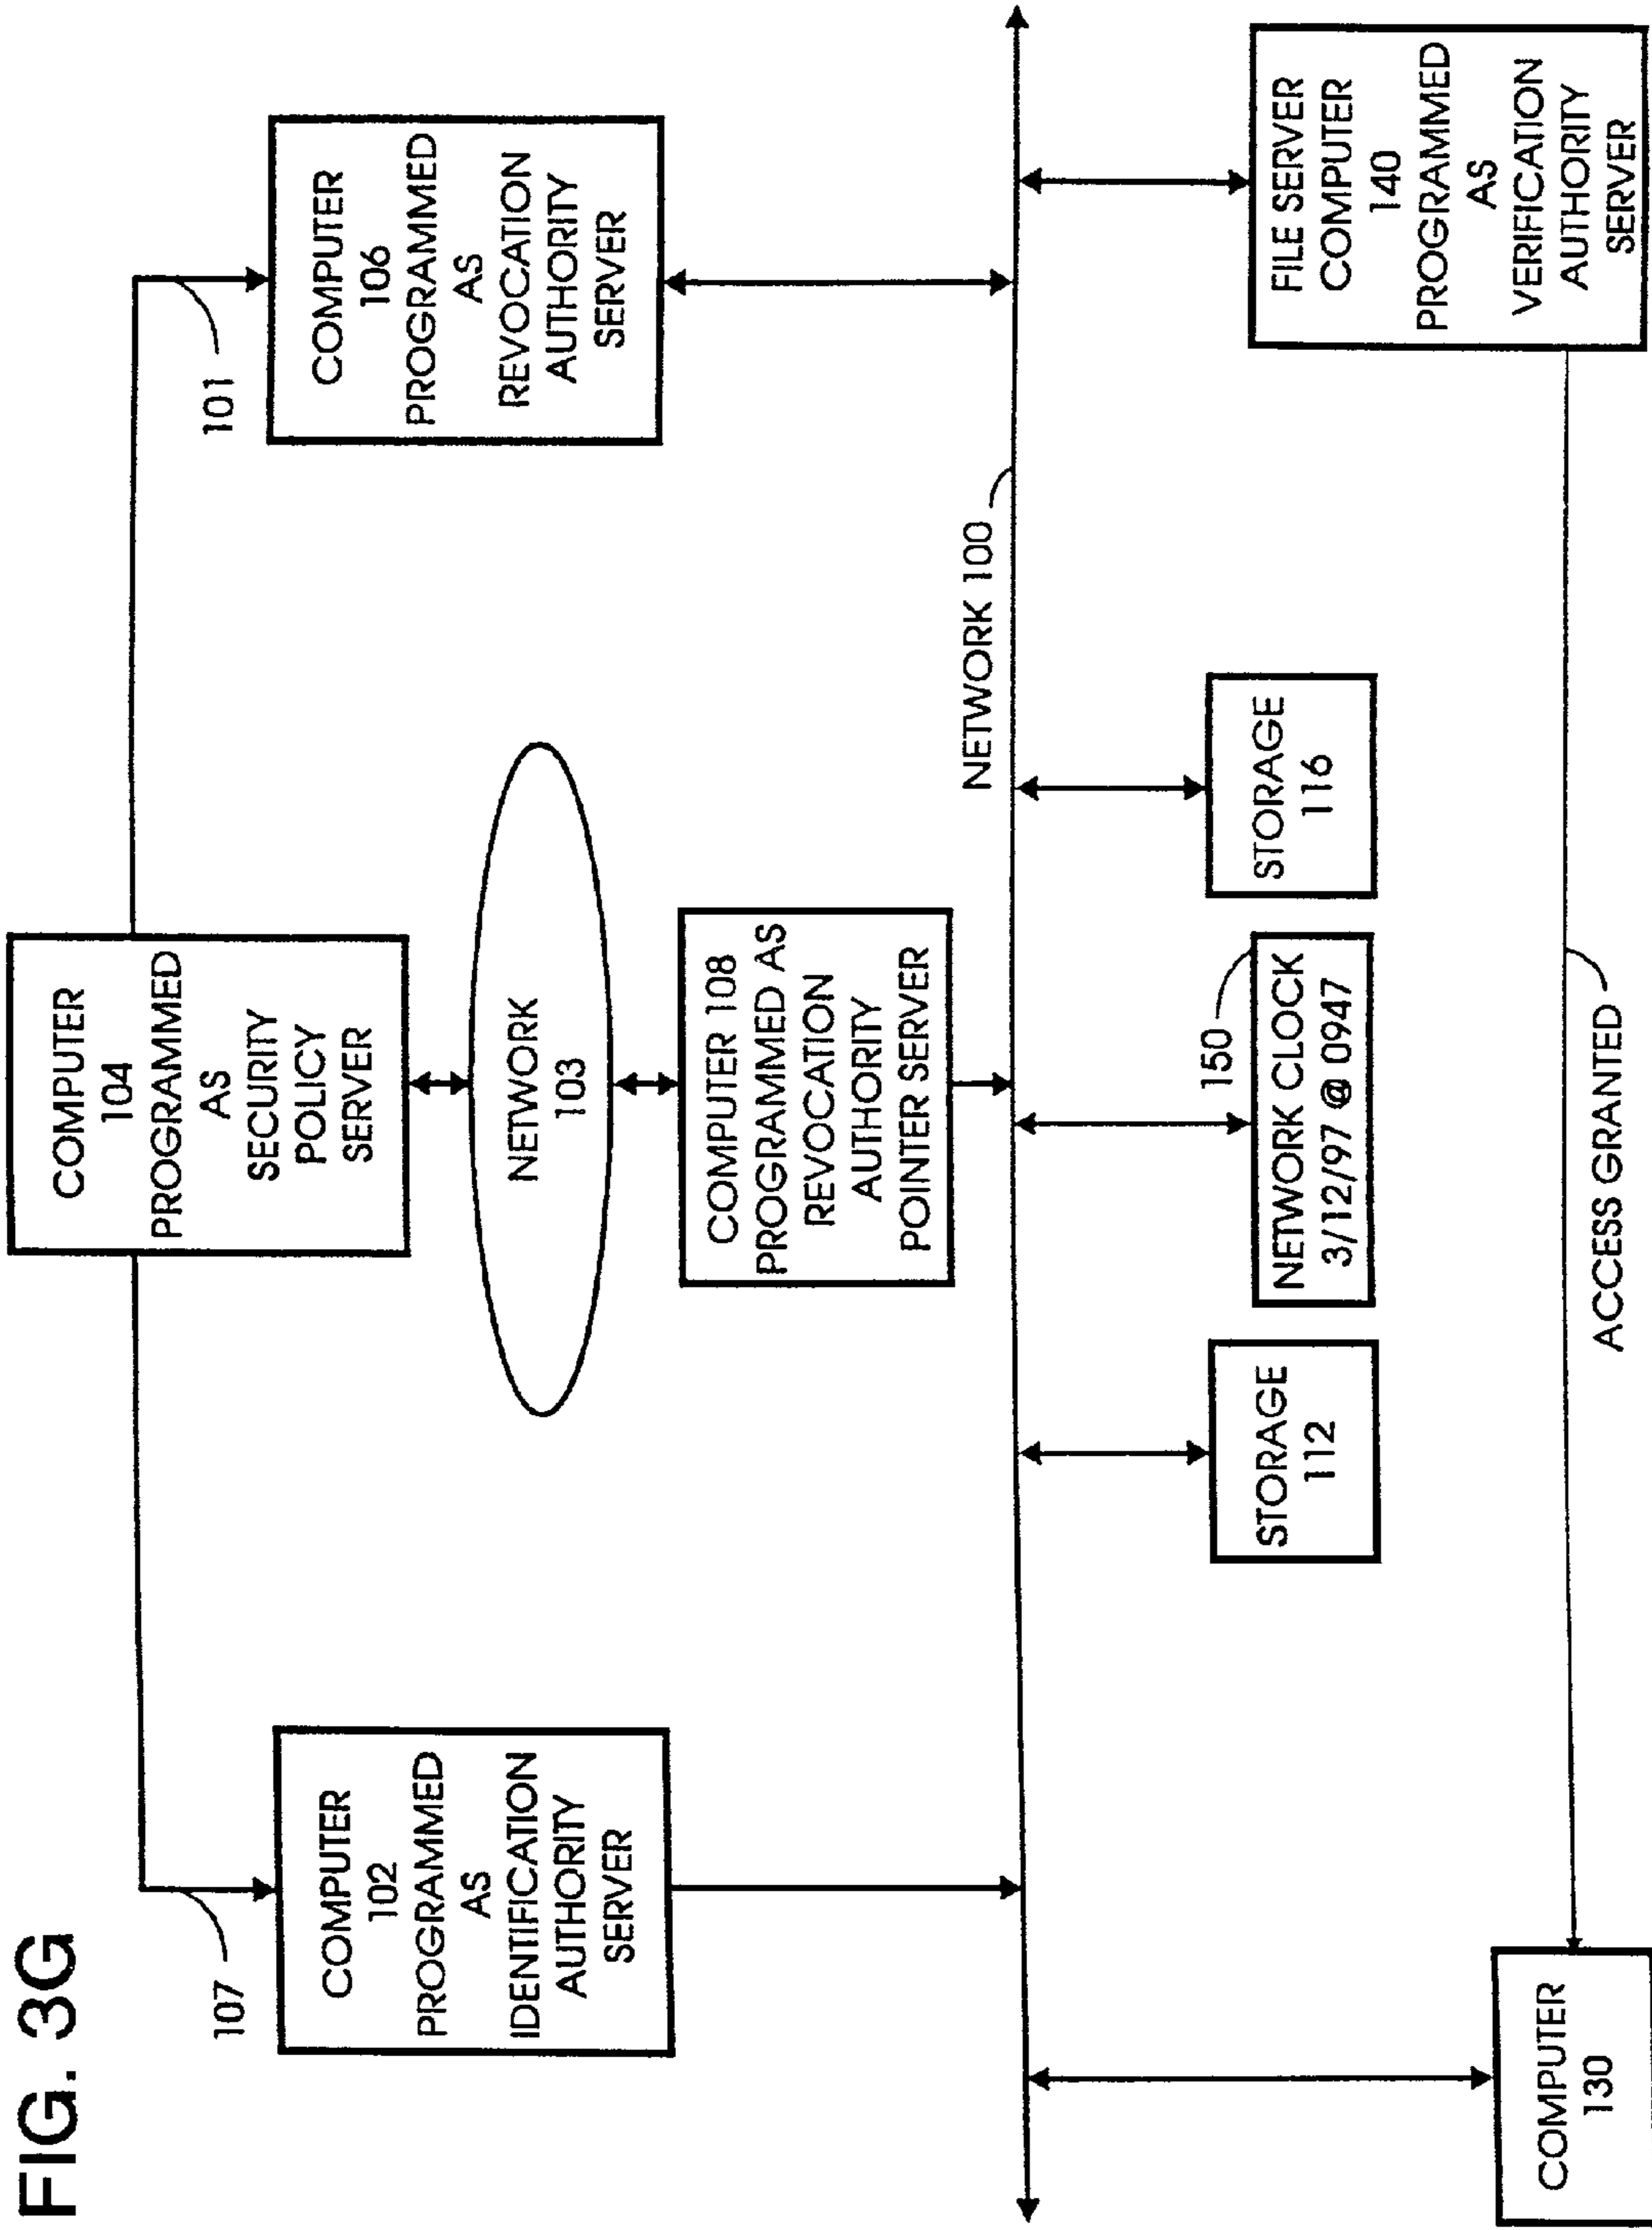 FIG. 3G
COMPUTER
104
PROGRAMMED
AS
SECURITY
POLICY
SERVER
107
101
COMPUTER
102
PROGRAMMED
AS
IDENTIFICATION
AUTHORITY
SERVER
NETWORK
103
COMPUTER
106
PROGRAMMED
AS
REVOCATION
AUTHORITY
SERVER
COMPUTER 108
PROGRAMMED AS
REVOCATION
AUTHORITY
POINTER SERVER
NETWORK 100
STORAGE
112
150
NETWORK CLOCK
3/12/97 @ 0947
STORAGE
116
FILE SERVER
COMPUTER
140
PROGRAMMED
AS
VERIFICATION
AUTHORITY
SERVER
COMPUTER
130
ACCESS GRANTED